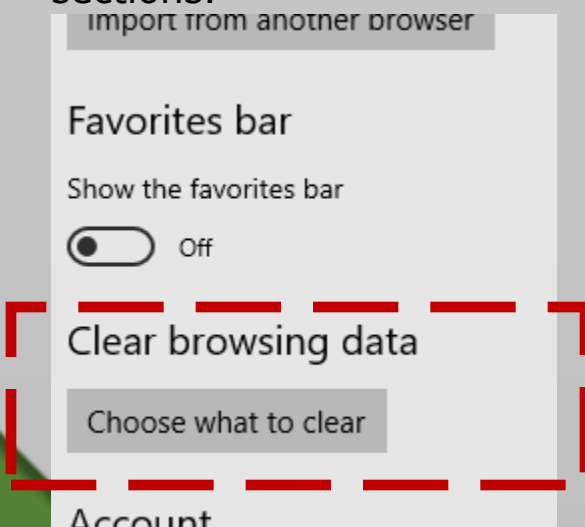 sections:
Import from another browser
Favorites bar
Show the favorites bar
Off
Clear browsing data
Choose what to clear
Account